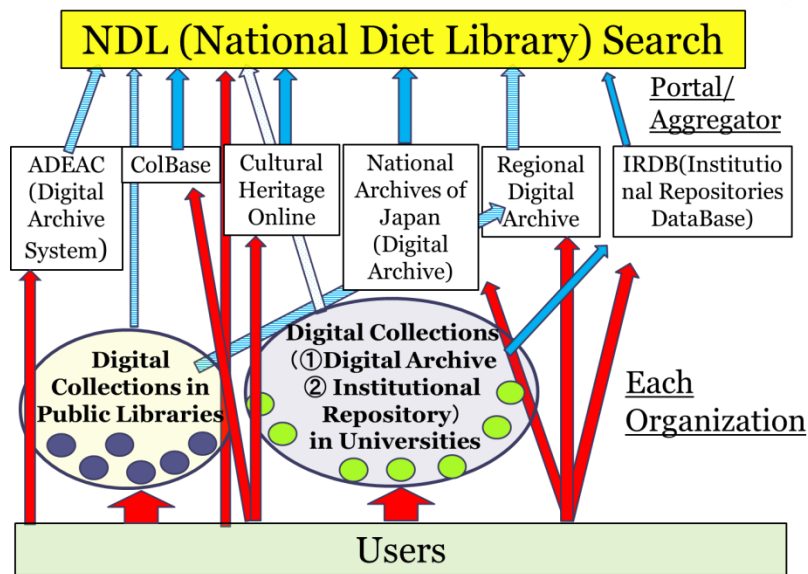 NDL (National Diet Library) Search
Portal/
Aggregator
ADEAC
(Digital
Archive
System)
ColBase
Cultural
Heritage
Online
National
Archives of
Japan
(Digital
Archive)
Regional
Digital
Archive
IRDB(Institutio
nal Repositories
DataBase)
Digital
Collections in
Public Libraries
Digital Collections
(①Digital Archive
② Institutional
Repository)
in Universities
Each
Organization
Users